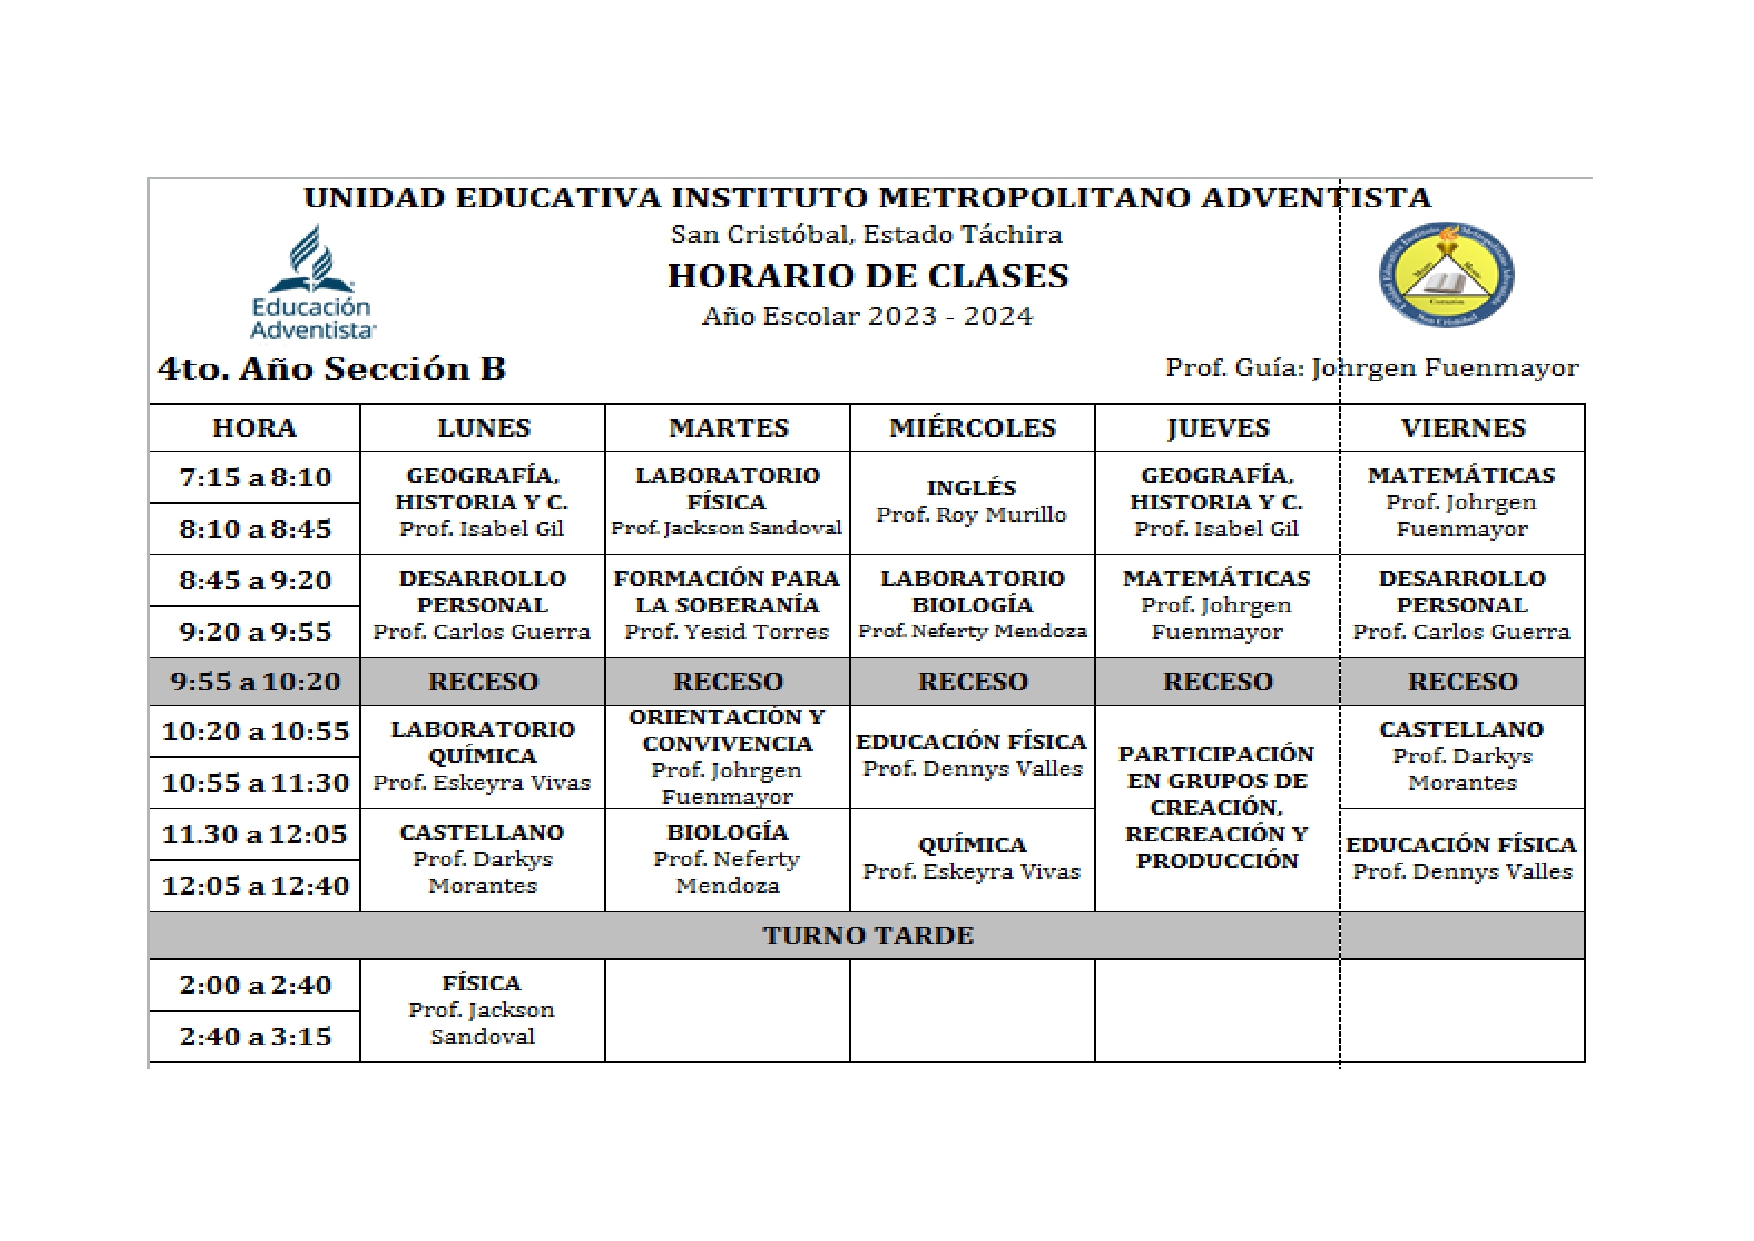 UNIDAD EDUCATIVA INSTITUTO METROPOLITANO ADVENTISTA
San Cristóbal, Estado Táchira
HORARIO DE CLASES
Año Escolar 2023 - 2024
Educación
Adventista
4to. Año Sección B
Prof. Guía: Johrgen Fuenmayor
HORA LUNES MARTES MIÉRCOLES JUEVES VIERNES
7:15 a 8:10
8:10 a 8:45
GEOGRAFÍA,
HISTORIA Y C.
Prof. Isabel Gil
LABORATORIO
FÍSICA
Prof. Jackson Sandoval
INGLÉS
Prof. Roy Murillo
GEOGRAFÍA,
HISTORIA Y C.
Prof. Isabel Gil
MATEMÁTICAS
Prof. Johrgen
Fuenmayor
8:45 a 9:20
9:20 a 9:55
DESARROLLO
PERSONAL
Prof. Carlos Guerra
FORMACIÓN PARA
LA SOBERANÍA
Prof. Yesid Torres
LABORATORIO
BIOLOGÍA
Prof. Neferty Mendoza
MATEMÁTICAS
Prof. Johrgen
Fuenmayor
DESARROLLO
PERSONAL
Prof. Carlos Guerra
9:55 a 10:20 RECESO RECESO RECESO RECESO RECESO
10:20 a 10:55
10:55 a 11:30
LABORATORIO
QUÍMICA
Prof. Eskeyra Vivas
ORIENTACIÓN Y
CONVIVENCIA
Prof. Johrgen
Fuenmayor
EDUCACIÓN FÍSICA
Prof. Dennys Valles
PARTICIPACIÓN
EN GRUPOS DE
CREACIÓN,
RECREACIÓN Y
PRODUCCIÓN
CASTELLANO
Prof. Darkys
Morantes
11.30 a 12:05
12:05 a 12:40
CASTELLANO
Prof. Darkys
Morantes
BIOLOGÍA
Prof. Neferty
Mendoza
QUÍMICA
Prof. Eskeyra Vivas
EDUCACIÓN FÍSICA
Prof. Dennys Valles
TURNO TARDE
2:00 a 2:40
2:40 a 3:15
FÍSICA
Prof. Jackson
Sandoval